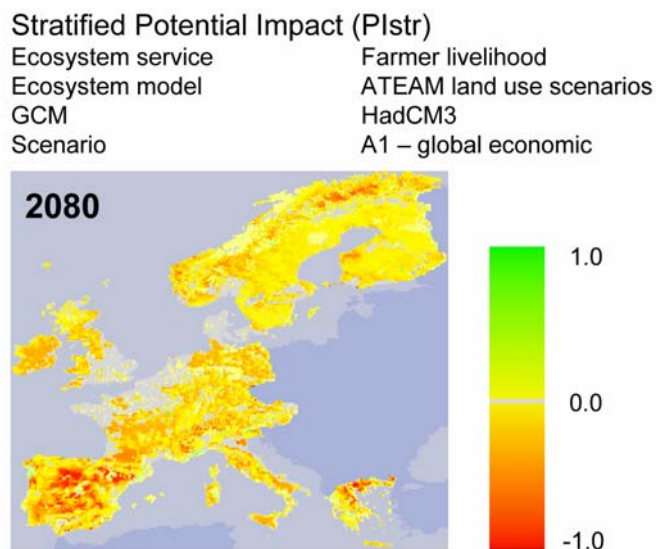 Stratified Potential Impact (PIstr)
Ecosystem service Farmer livelihood
Ecosystem model ATEAM land use scenarios
GCM HadCM3
Scenario A1 – global economic
2080
1.0
0.0
-1.0